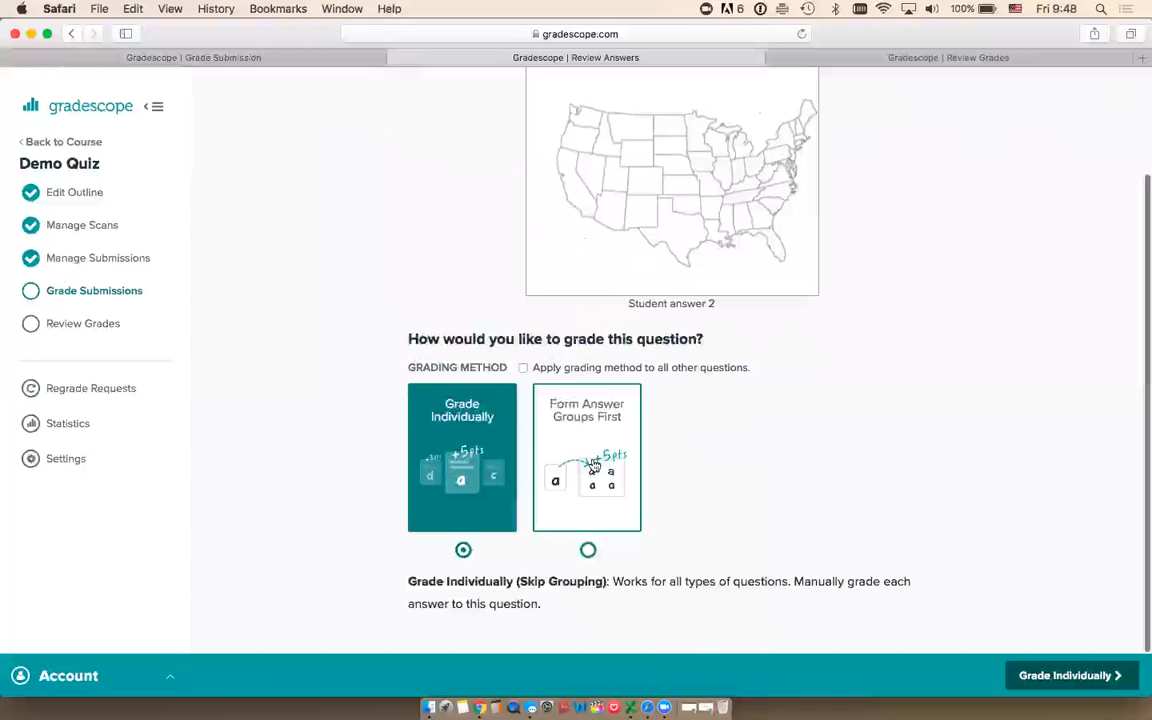 Safari File Edit View History Bookmarks Window Help 6 100% Fri 9:48
gradescope.com
Gradescope | Grade Submission Gradescope | Review Answers Gradescope | Review Grades
gradescope
Back to Course
Demo Quiz
Edit Outline
Manage Scans
Manage Submissions
Grade Submissions
Review Grades
Regrade Requests
Statistics
Settings
Student answer 2
How would you like to grade this question?
GRADING METHOD Apply grading method to all other questions.
Grade
Individually
+5pts
d a c
Form Answer
Groups First
+5pts
a a a
a a
Grade Individually (Skip Grouping): Works for all types of questions. Manually grade each
answer to this question.
Account
Grade Individually